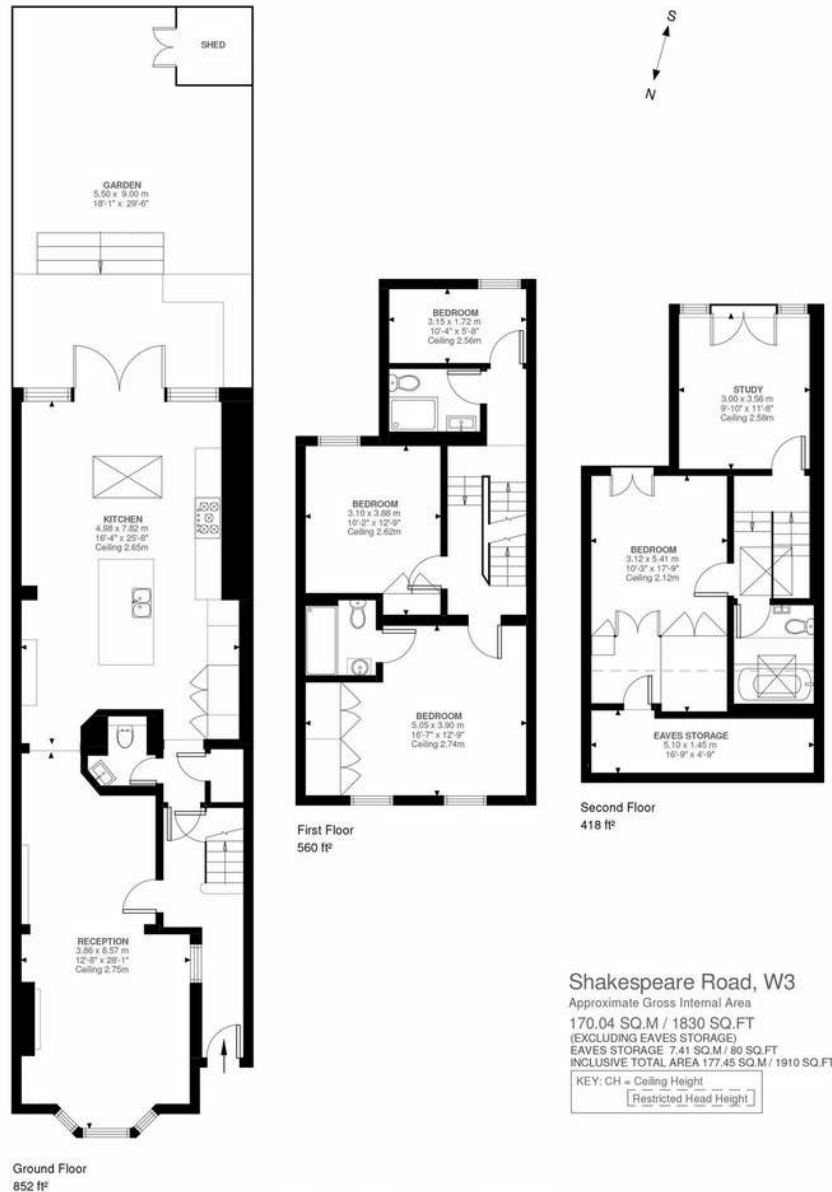 SHED
S
N
GARDEN
5.50 x 9.00 m
18'-1" x 29'-6"
BEDROOM
3.15 x 1.72 m
10'-4" x 5'-8"
Ceiling 2.56m
STUDY
3.00 x 3.56 m
9'-10" x 11'-8"
Ceiling 2.58m
KITCHEN
4.98 x 7.82 m
16'-4" x 25'-8"
Ceiling 2.65m
BEDROOM
3.10 x 3.88 m
10'-2" x 12'-9"
Ceiling 2.62m
BEDROOM
3.12 x 5.41 m
10'-3" x 17'-9"
Ceiling 2.12m
BEDROOM
5.05 x 3.90 m
16'-7" x 12'-9"
Ceiling 2.74m
EAVES STORAGE
5.10 x 1.45 m
16'-9" x 4'-9"
First Floor
560 ft²
Second Floor
418 ft²
RECEPTION
3.86 x 8.57 m
12'-8" x 28'-1"
Ceiling 2.75m
Shakespeare Road, W3
Approximate Gross Internal Area
170.04 SQ.M / 1830 SQ.FT
(EXCLUDING EAVES STORAGE)
EAVES STORAGE 7.41 SQ.M / 80 SQ.FT
INCLUSIVE TOTAL AREA 177.45 SQ.M / 1910 SQ.FT
KEY: CH = Ceiling Height
Restricted Head Height
Ground Floor
852 ft²